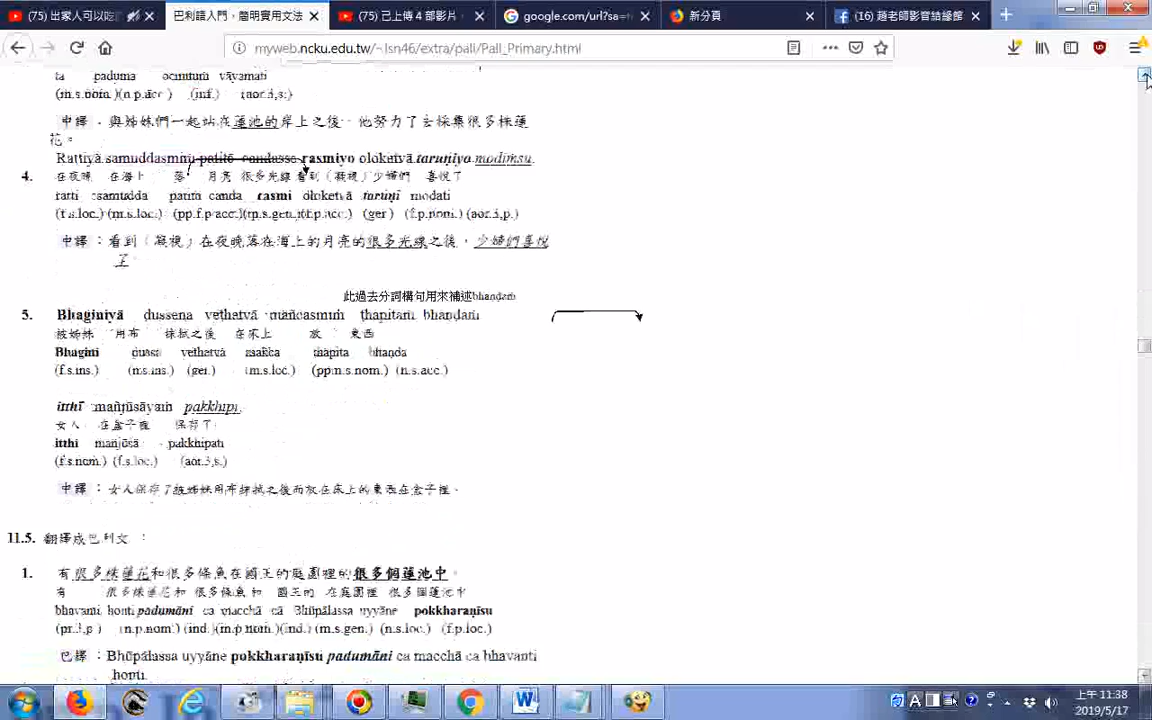 (75) 出家人可以吃
巴利語入門，簡明實用文法
(75) 己上傳 4 部影片
google.com/url?sa=
新分頁
(16) 趙老師影音結緣館
myweb.ncku.edu.tw/~lsn46/extra/pali/Pali_Primary.html
ta paduma ocinituṁ vāyamati
(m.s.nom.)(n.p.acc.) (inf.) (aor.3,s.)
中譯：與姊妹們一起站在蓮池的岸上之後，他努力了去採集很多株蓮
花。
Rattiyā samuddasmiṁ patitā candassa rasmiyo oloketvā taruṇiyo modiṁsu.
4. 在夜晚 在海上 落 月亮 很多光線 看到（凝視）少婦們 喜悅了
ratti samudda patita canda rasmi oloketvā taruṇī modati
(f.s.loc.) (m.s.loc.) (pp.f.p.acc.)(m.s.gen.)(f.p.acc.) (ger.) (f.p.nom.) (aor.3,p.)
中譯：看到（凝視）在夜晚落在海上的月亮的很多光線之後，少婦們喜悅
了
此過去分詞構句用來補述bhaṇḍaṁ
5. Bhaginiyā dussena veṭhetvā mañcasmiṁ ṭhapitaṁ bhaṇḍaṁ
被姊妹 用布 之後 在床上 放 東西
Bhaginī dussa veṭhetvā mañca ṭhapita bhaṇḍa
(f.s.ins.) (n.s.ins.) (ger.) (m.s.loc.) (pp.n.s.nom.) (n.s.acc.)
itthī mañjūsāyaṁ pakkhipi.
女人 在盒子裡 保存了
itthi mañjūsā pakkhipati
(f.s.nom.) (f.s.loc.) (aor.3,s.)
中譯：女人保存了被姊妹用布 之後而放在床上的東西在盒子裡。
11.5. 翻譯成巴利文：
1. 有很多株蓮花和很多條魚在國王的庭園裡的很多個蓮池中。
有 很多株蓮花和 很多條魚和 國王的 在庭園裡 很多個蓮池中
bhavanti honti padumāni ca macchā ca Bhūpālassa uyyāne pokkharaṇīsu
(pr.3,p.) (n.p.nom.) (ind.)(m.p.nom.)(ind.) (m.s.gen.) (n.s.loc.) (f.p.loc.)
巴譯：Bhūpālassa uyyāne pokkharaṇīsu padumāni ca macchā ca bhavanti
honti.
上午 11:38
2019/5/17